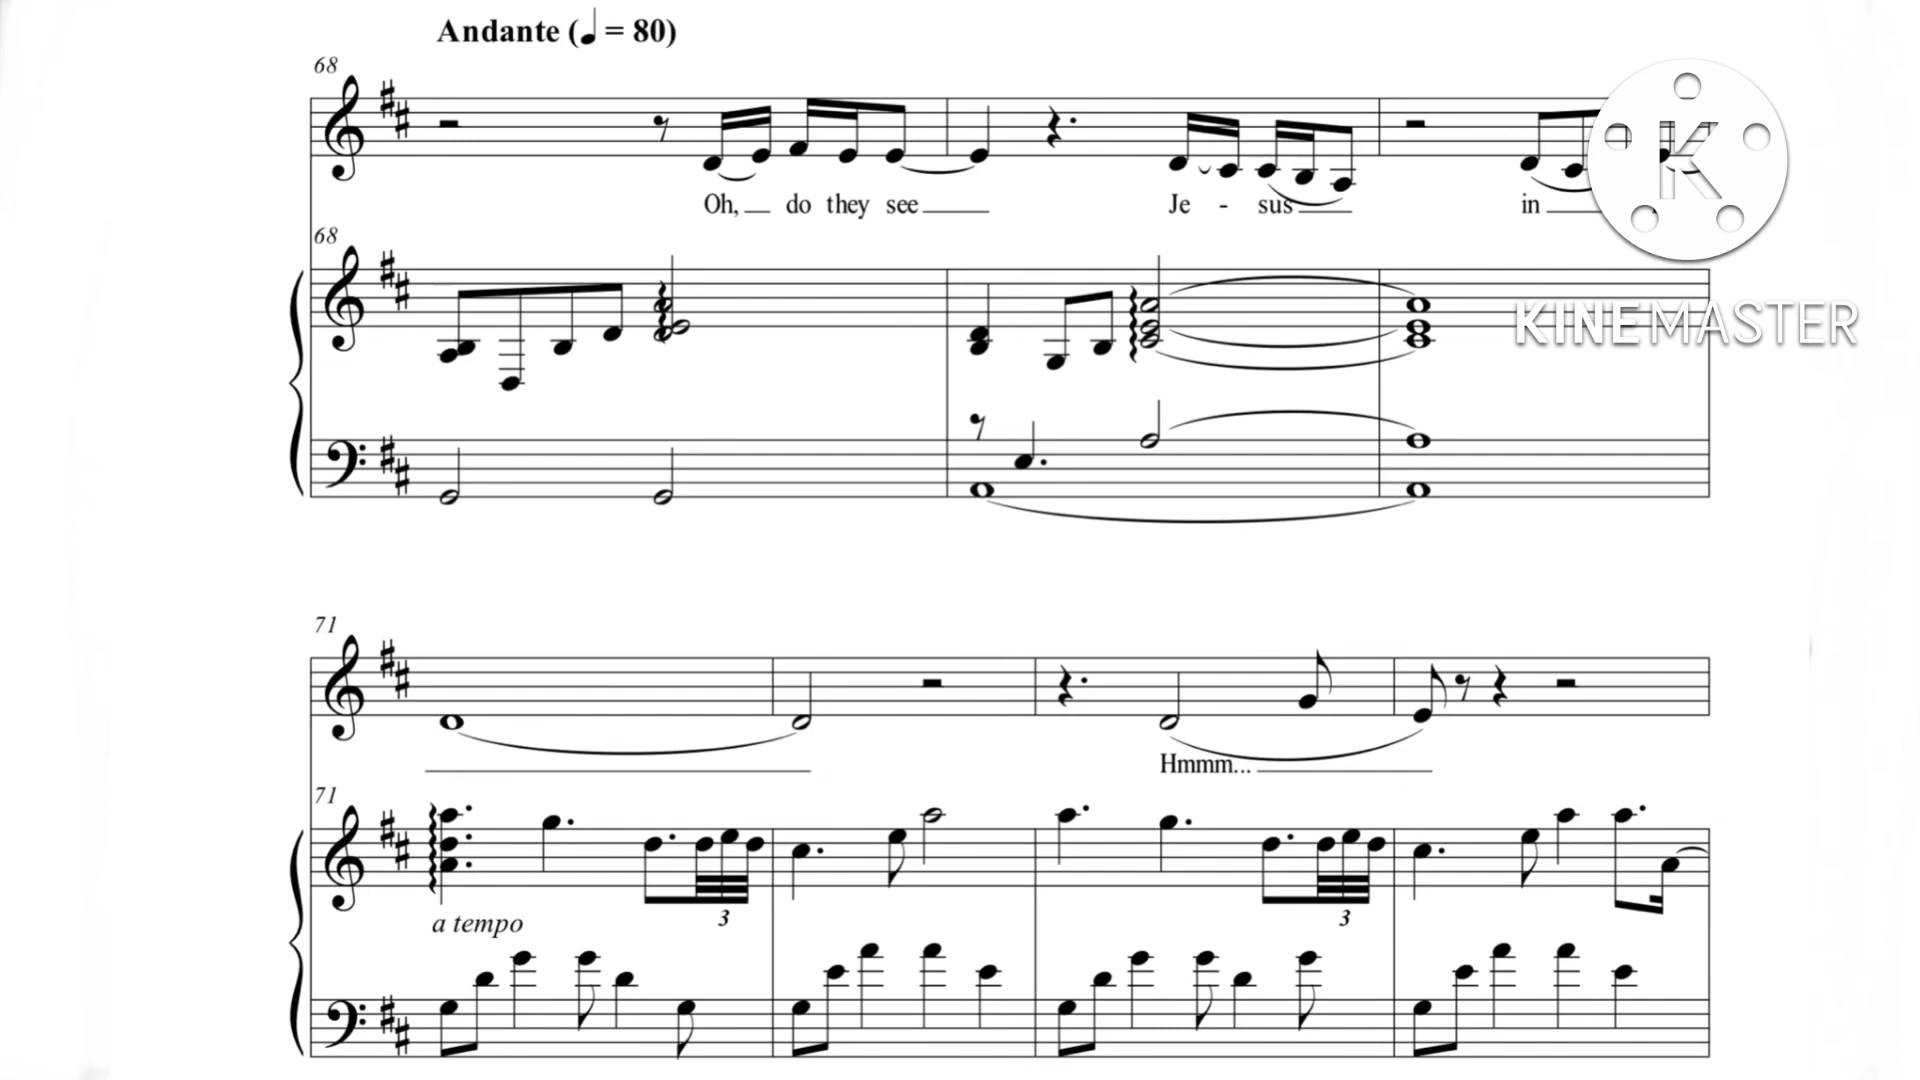 Andante (♩ = 80)
68
Oh, do they see Je - sus in
68
K
KINEMASTER
71
Hmmm...
71
3
3
a tempo